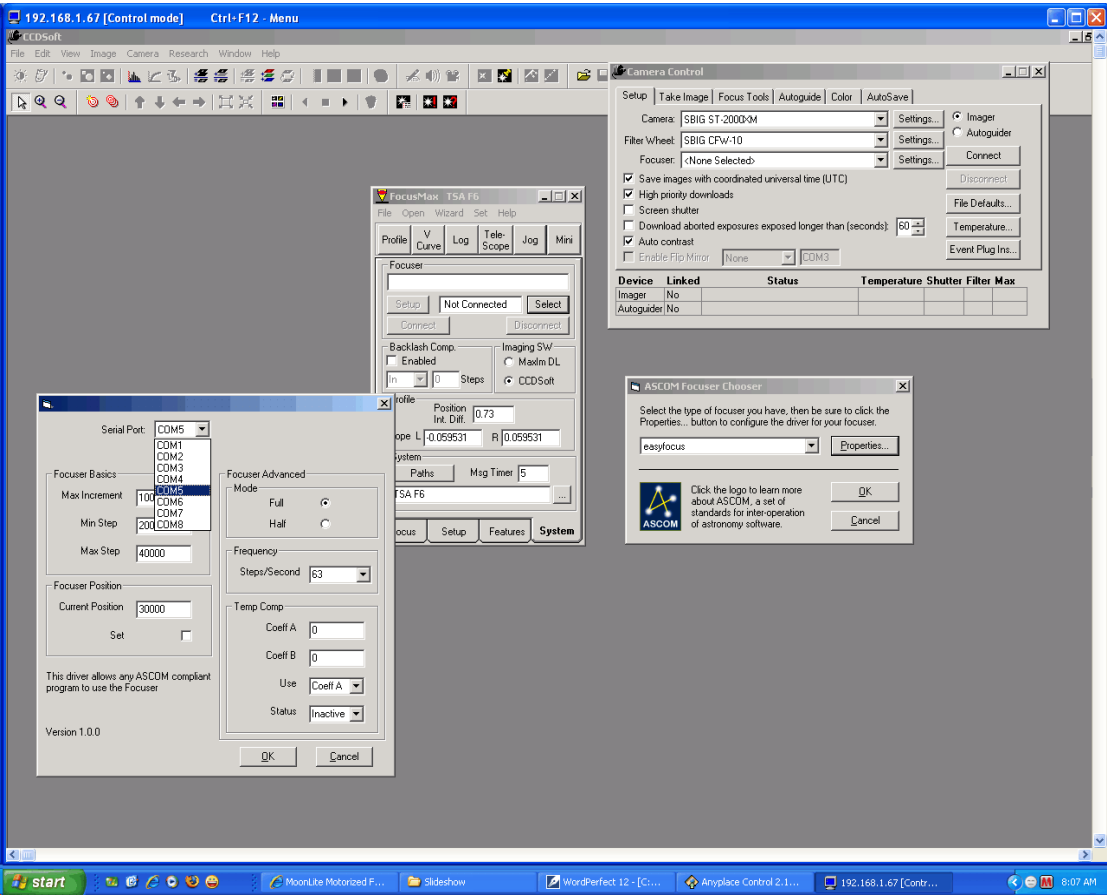 192.168.1.67 [Control mode] Ctrl+F12 - Menu
CCDSoft
File Edit View Image Camera Research Window Help
Camera Control
Setup Take Image Focus Tools Autoguide Color AutoSave
Camera: SBIG ST-2000XM Settings... Imager
Autoguider
Filter Wheel: SBIG CFW-10 Settings...
Focuser: <None Selected> Settings... Connect
Save images with coordinated universal time (UTC) Disconnect
High priority downloads
File Defaults...
Screen shutter
Download aborted exposures exposed longer than (seconds): 60 Temperature...
Auto contrast
Event Plug Ins...
Enable Flip Mirror None COM3
Device Linked Status Temperature Shutter Filter Max
Imager No
Autoguider No
FocusMax TSA F6
File Open Wizard Set Help
Profile V Curve Log Tele-Scope Jog Mini
Focuser
Setup Not Connected Select
Connect Disconnect
Backlash Comp. Imaging SW
Enabled MaxIm DL
In 0 Steps CCDSoft
rofile
Position
Int. Diff. 0.73
ope L -0.059531 R 0.059531
ystem
Paths Msg Timer 5
TSA F6 ...
ocus Setup Features System
ASCOM Focuser Chooser
Select the type of focuser you have, then be sure to click the
Properties... button to configure the driver for your focuser.
easyfocus Properties...
Click the logo to learn more
about ASCOM, a set of
standards for inter-operation
of astronomy software.
ASCOM
OK
Cancel
Serial Port: COM5
COM1
COM2
COM3
COM4
COM5
COM6
COM7
COM8
Focuser Basics
Max Increment 100
Min Step 200
Max Step 40000
Focuser Position
Current Position 30000
Set
This driver allows any ASCOM compliant
program to use the Focuser
Version 1.0.0
Focuser Advanced
Mode
Full
Half
Frequency
Steps/Second 63
Temp Comp
Coeff A 0
Coeff B 0
Use Coeff A
Status Inactive
OK Cancel
start MoonLite Motorized F... Slideshow WordPerfect 12 - [C:... Anyplace Control 2.1... 192.168.1.67 [Contr... 8:07 AM